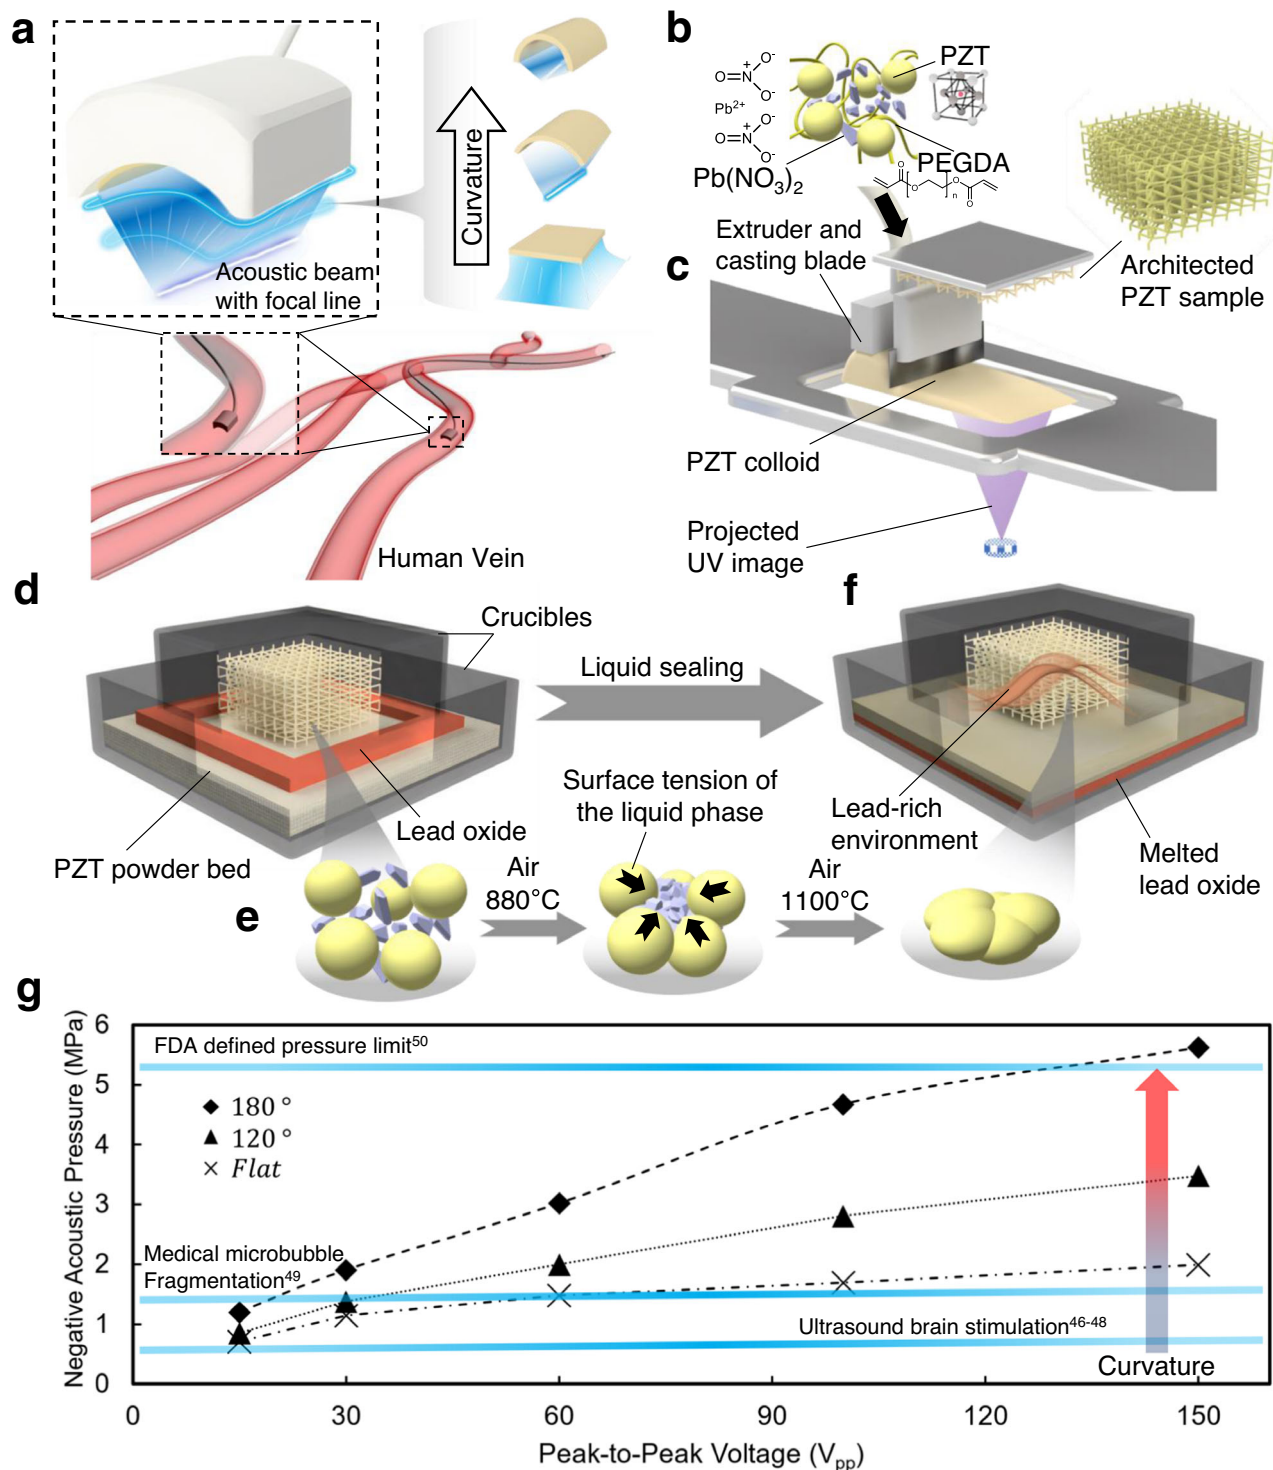 a
Curvature
Acoustic beam
with focal line
Human Vein
b
PZT
O=N⁺
O⁻
O⁻
Pb²⁺
O=N⁺
O⁻
O⁻
Pb(NO₃)₂
PEGDA
O
O
n
O
O
Extruder and
casting blade
c
Architected
PZT sample
PZT colloid
Projected
UV image
d
Crucibles
Liquid sealing
f
Lead oxide
PZT powder bed
Surface tension of
the liquid phase
Lead-rich
environment
Melted
lead oxide
e
Air
880°C
Air
1100°C
g
Negative Acoustic Pressure (MPa)
6
5
4
3
2
1
0
FDA defined pressure limit⁵⁰
180 °
120 °
Flat
Medical microbubble
Fragmentation⁴⁹
Ultrasound brain stimulation⁴⁶⁻⁴⁸
Curvature
0 30 60 90 120 150
Peak-to-Peak Voltage (Vpp)